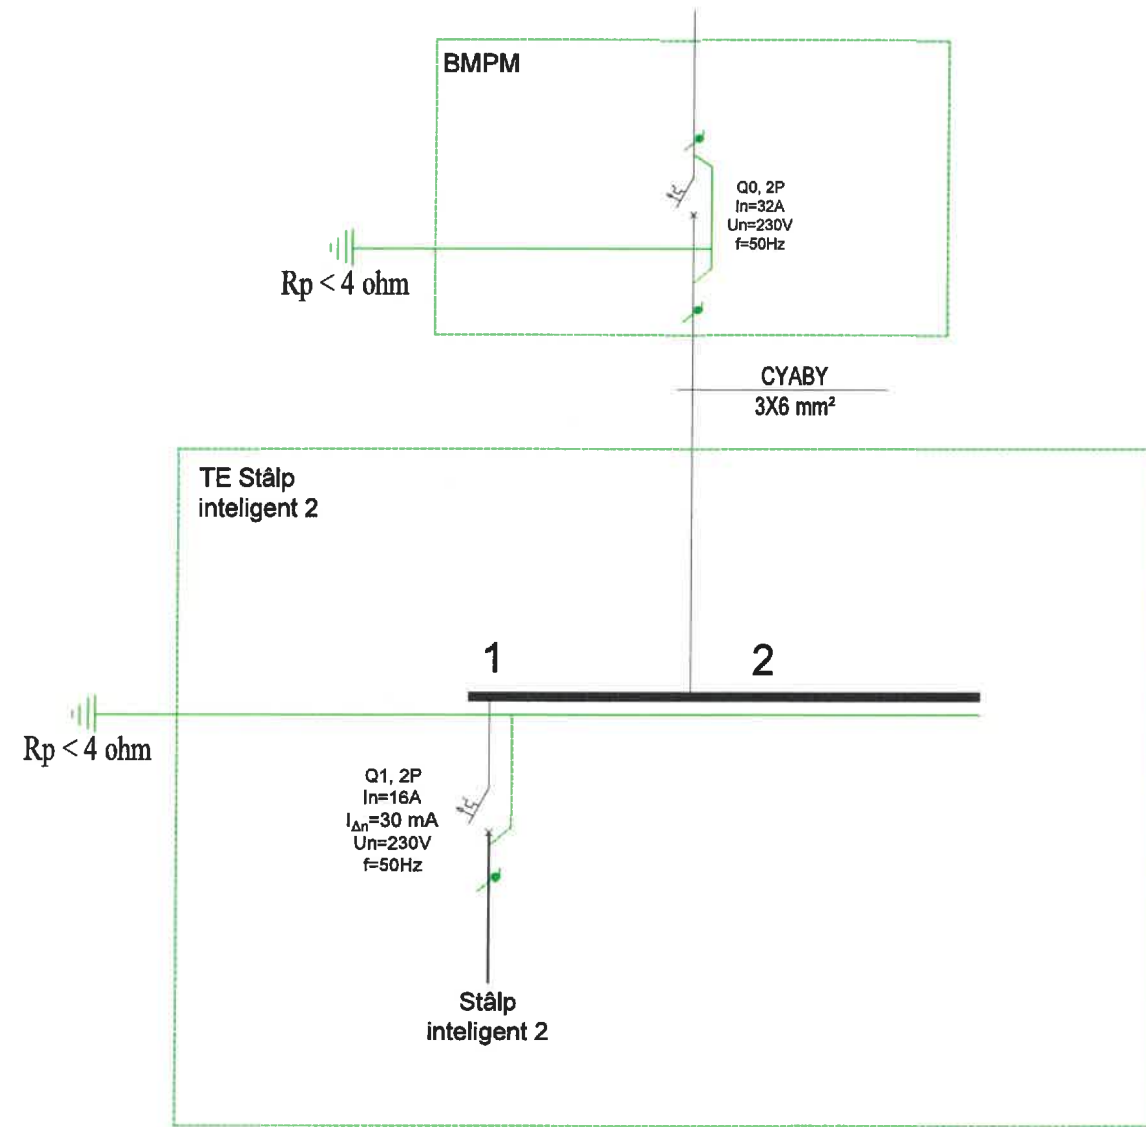 BMPM
Q0, 2P
In=32A
Un=230V
f=50Hz
Rp < 4 ohm
CYABY
3X6 mm²
TE Stâlp
inteligent 2
1
2
Rp < 4 ohm
Q1, 2P
In=16A
IΔn=30 mA
Un=230V
f=50Hz
Stâlp
inteligent 2